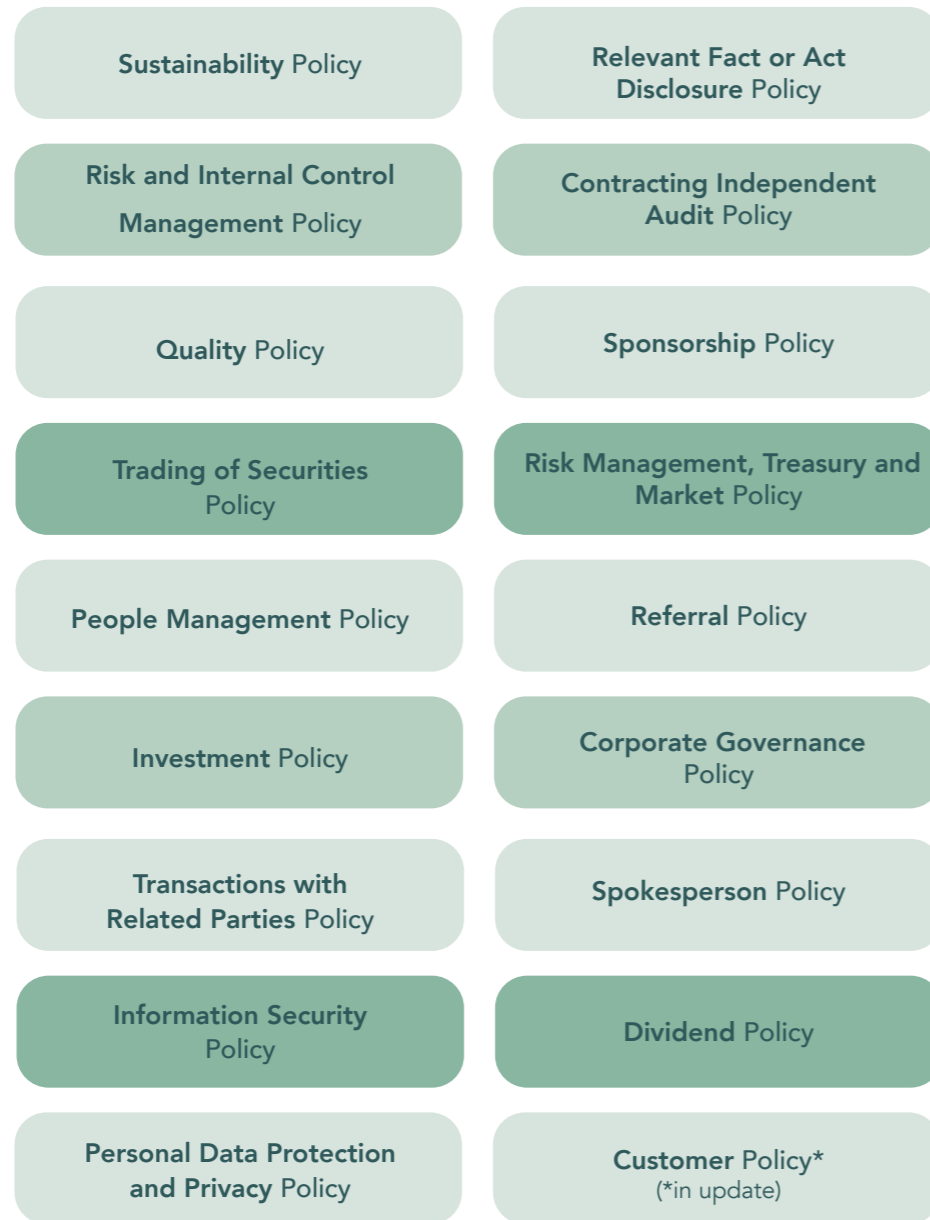 Sustainability Policy
Relevant Fact or Act
Disclosure Policy
Risk and Internal Control
Management Policy
Contracting Independent
Audit Policy
Quality Policy
Sponsorship Policy
Trading of Securities
Policy
Risk Management, Treasury and
Market Policy
People Management Policy
Referral Policy
Investment Policy
Corporate Governance
Policy
Transactions with
Related Parties Policy
Spokesperson Policy
Information Security
Policy
Dividend Policy
Personal Data Protection
and Privacy Policy
Customer Policy*
(*in update)